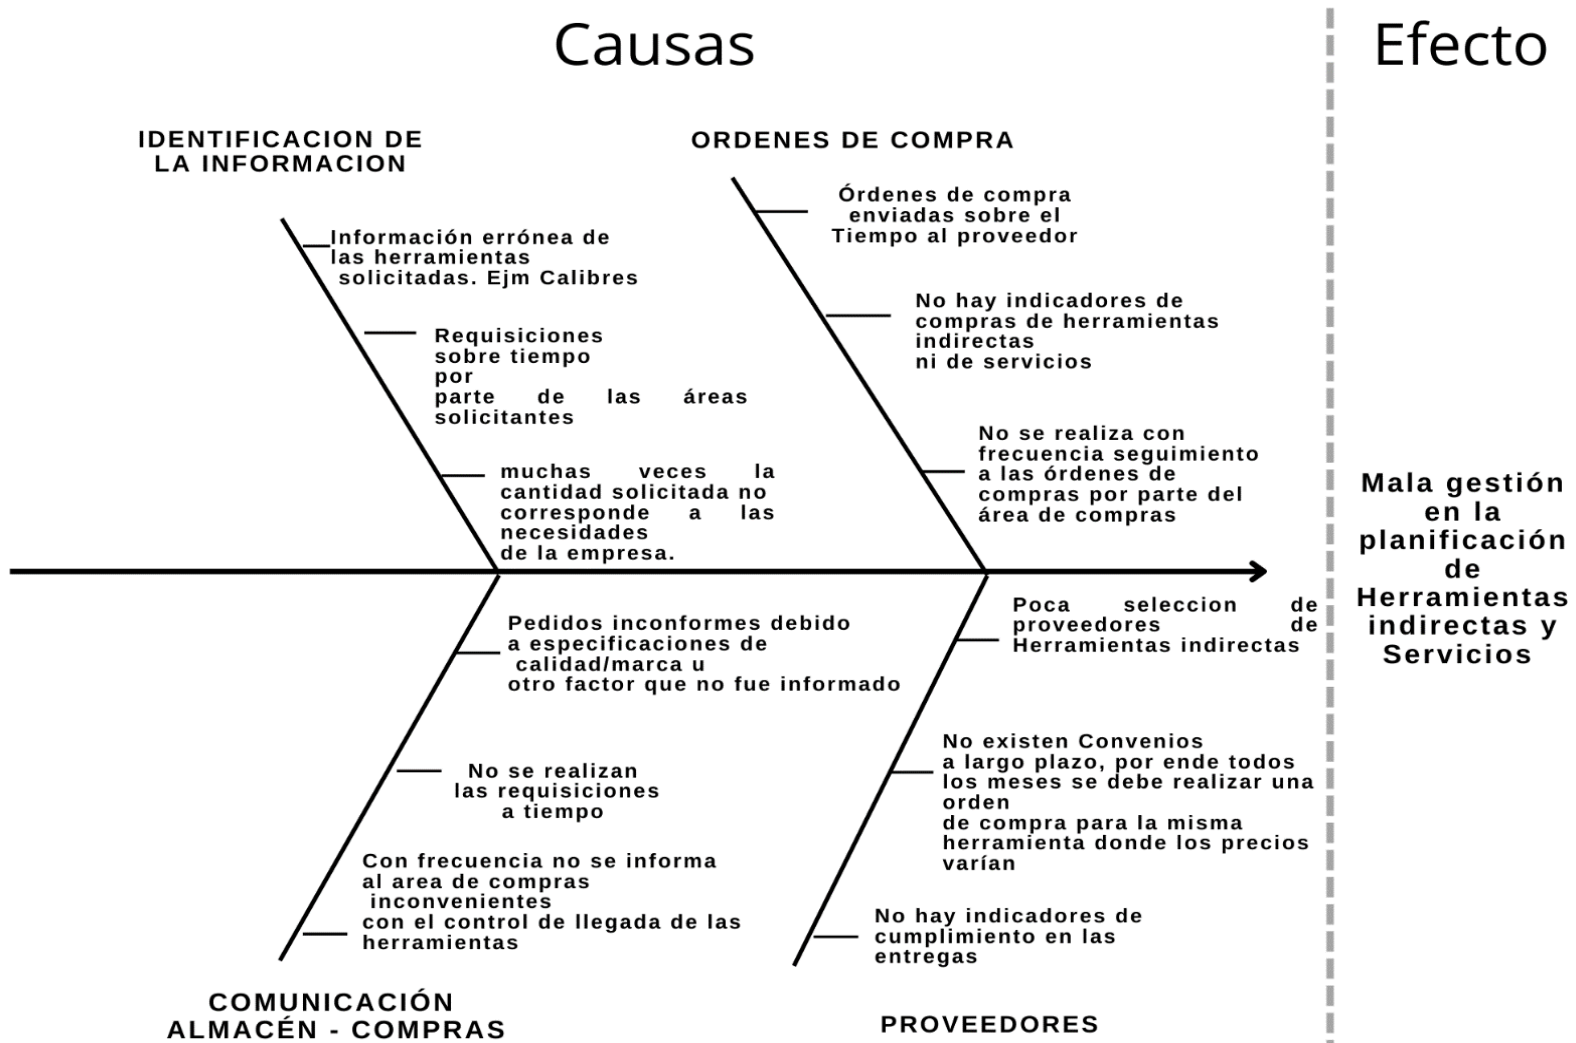 Causas
Efecto
IDENTIFICACION DE
LA INFORMACION
Información errónea de
las herramientas
solicitadas. Ejm Calibres
Requisiciones
sobre tiempo
por
parte de las áreas
solicitantes
muchas veces la
cantidad solicitada no
corresponde a las
necesidades
de la empresa.
ORDENES DE COMPRA
Órdenes de compra
enviadas sobre el
Tiempo al proveedor
No hay indicadores de
compras de herramientas
indirectas
ni de servicios
No se realiza con
frecuencia seguimiento
a las órdenes de
compras por parte del
área de compras
Pedidos inconformes debido
a especificaciones de
calidad/marca u
otro factor que no fue informado
No se realizan
las requisiciones
a tiempo
Con frecuencia no se informa
al area de compras
inconvenientes
con el control de llegada de las
herramientas
COMUNICACIÓN
ALMACÉN - COMPRAS
Poca seleccion de
proveedores de
Herramientas indirectas
No existen Convenios
a largo plazo, por ende todos
los meses se debe realizar una
orden
de compra para la misma
herramienta donde los precios
varían
No hay indicadores de
cumplimiento en las
entregas
PROVEEDORES
Mala gestión
en la
planificación
de
Herramientas
indirectas y
Servicios